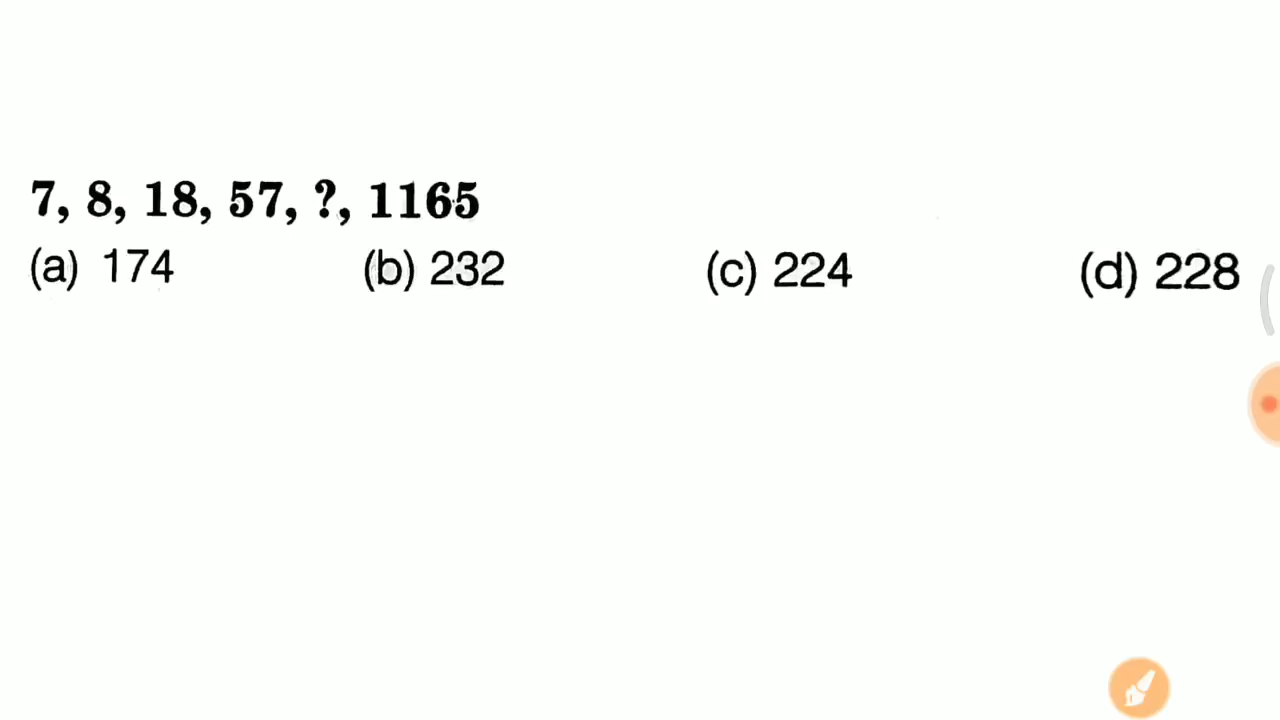 7, 8, 18, 57, ?, 1165
(a) 174 (b) 232 (c) 224 (d) 228